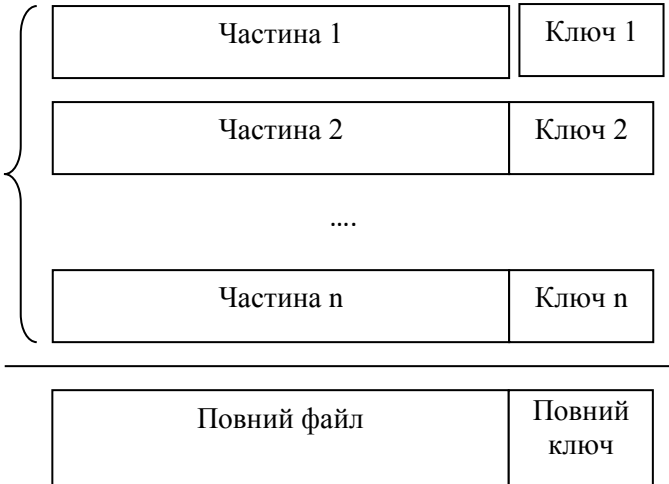 Частина 1 Ключ 1
Частина 2 Ключ 2
....
Частина n Ключ n
Повний файл Повний
ключ